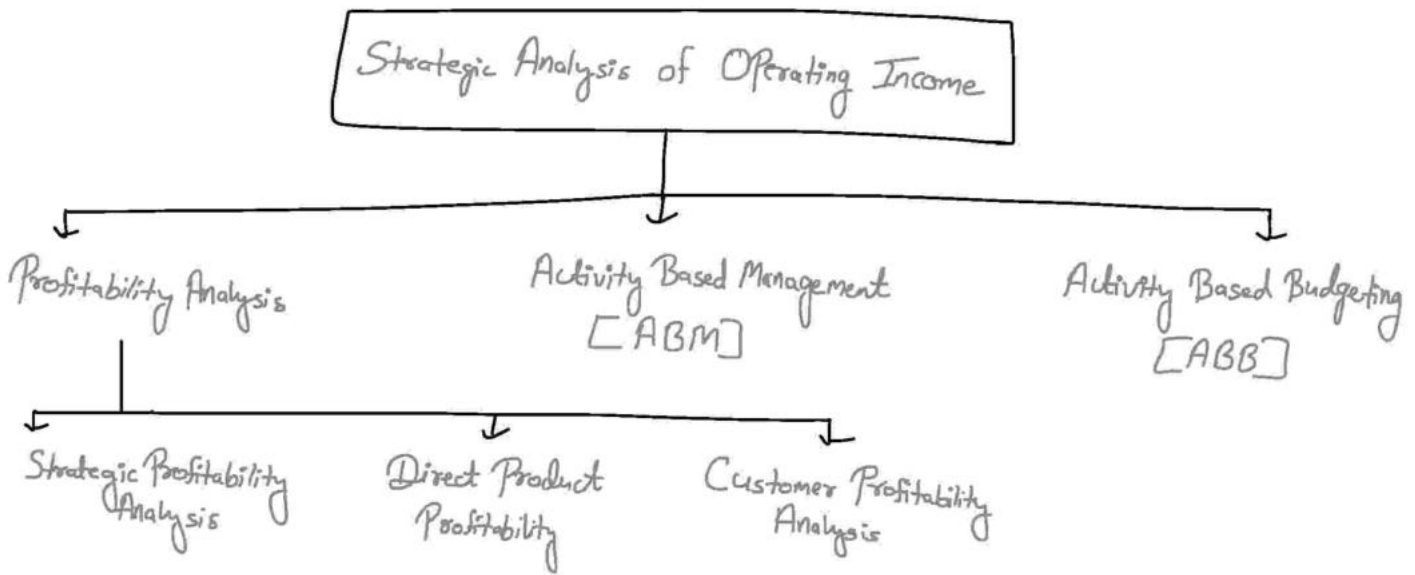 Strategic Analysis of Operating Income
Profitability Analysis
Activity Based Management
[ABM]
Activity Based Budgeting
[ABB]
Strategic Profitability
Analysis
Direct Product
Profitability
Customer Profitability
Analysis